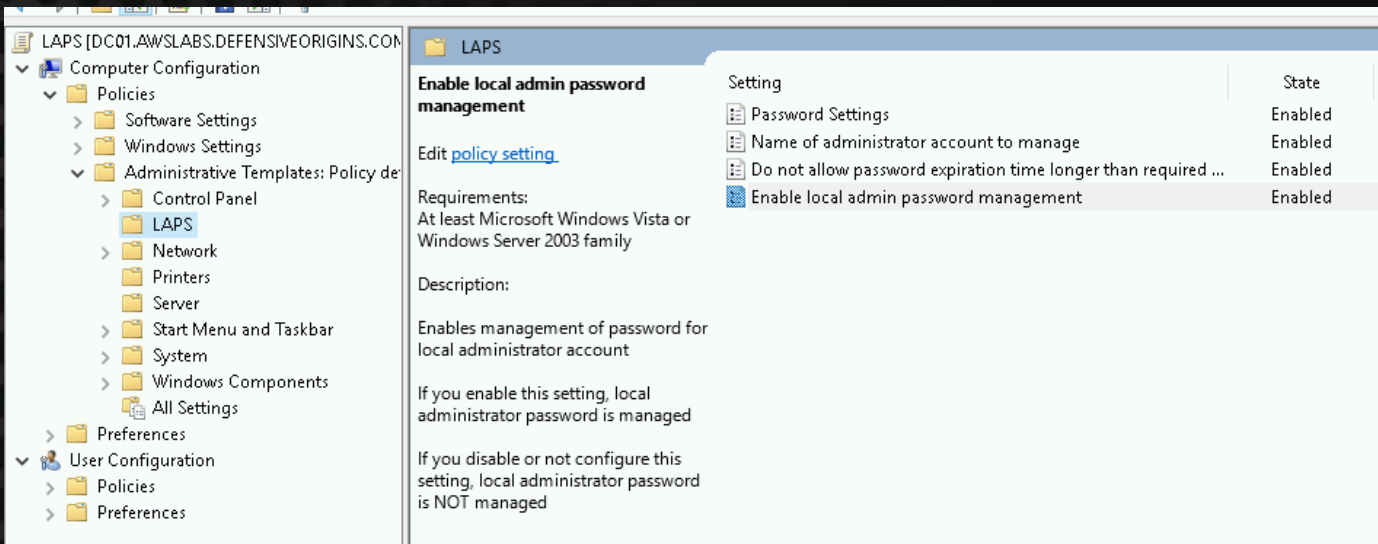 LAPS [DC01.AWSLABS.DEFENSIVEORIGINS.COM
Computer Configuration
Policies
Software Settings
Windows Settings
Administrative Templates: Policy de
Control Panel
LAPS
Network
Printers
Server
Start Menu and Taskbar
System
Windows Components
All Settings
Preferences
User Configuration
Policies
Preferences
LAPS
Enable local admin password
management
Edit policy setting
Requirements:
At least Microsoft Windows Vista or
Windows Server 2003 family
Description:
Enables management of password for
local administrator account
If you enable this setting, local
administrator password is managed
If you disable or not configure this
setting, local administrator password
is NOT managed
Setting State
Password Settings Enabled
Name of administrator account to manage Enabled
Do not allow password expiration time longer than required ... Enabled
Enable local admin password management Enabled